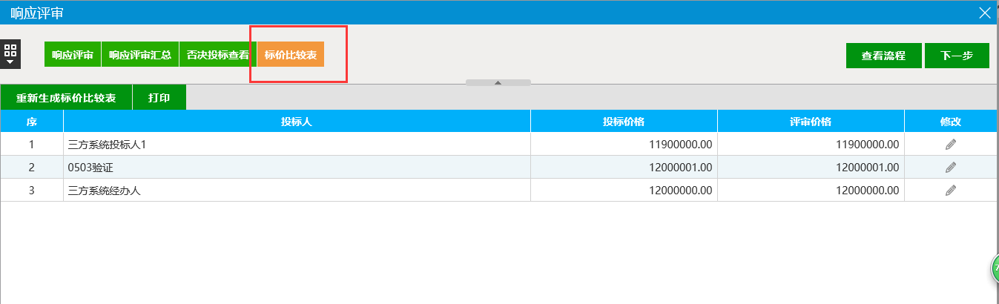 响应评审
响应评审 响应评审汇总 否决投标查看 标价比较表 查看流程 下一步
重新生成标价比较表 打印
序 投标人 投标价格 评审价格 修改
1 三方系统投标人1 11900000.00 11900000.00
2 0503验证 12000001.00 12000001.00
3 三方系统经办人 12000000.00 12000000.00